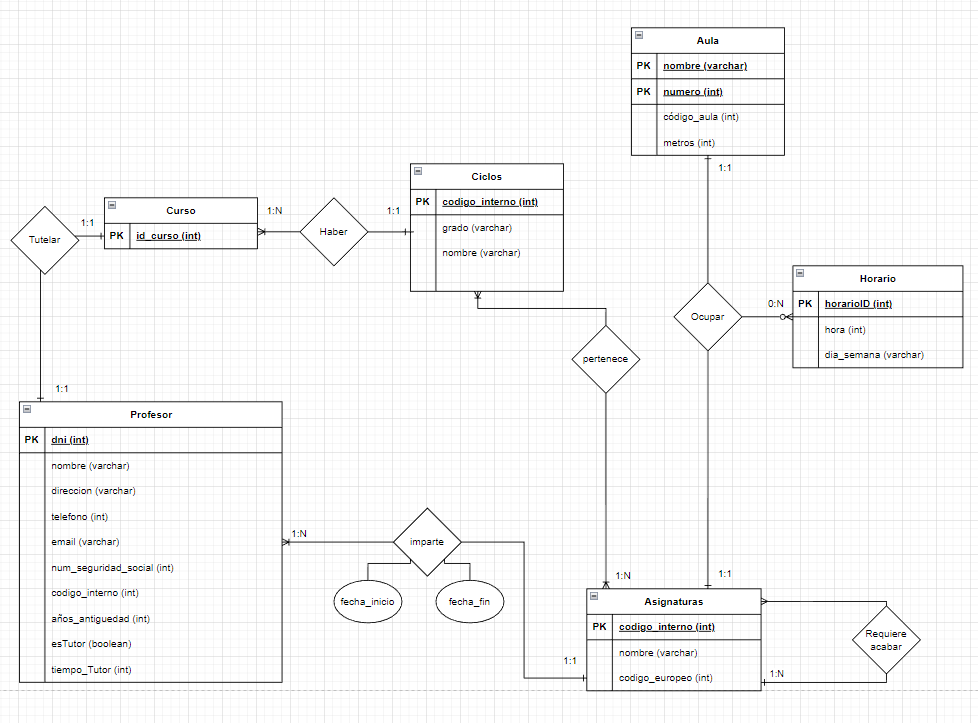 Aula
PK nombre (varchar)
PK numero (int)
código_aula (int)
metros (int)
1:1
Ciclos
PK codigo_interno (int)
grado (varchar)
nombre (varchar)
Curso
PK id_curso (int)
1:N
Haber
1:1
1:1
Tutelar
1:1
Horario
PK horarioID (int)
hora (int)
dia_semana (varchar)
0:N
Ocupar
pertenece
Profesor
PK dni (int)
nombre (varchar)
direccion (varchar)
telefono (int)
email (varchar)
num_seguridad_social (int)
codigo_interno (int)
años_antiguedad (int)
esTutor (boolean)
tiempo_Tutor (int)
1:N
imparte
fecha_inicio
fecha_fin
1:1
1:N
1:1
Asignaturas
PK codigo_interno (int)
nombre (varchar)
codigo_europeo (int)
Requiere
acabar
1:N